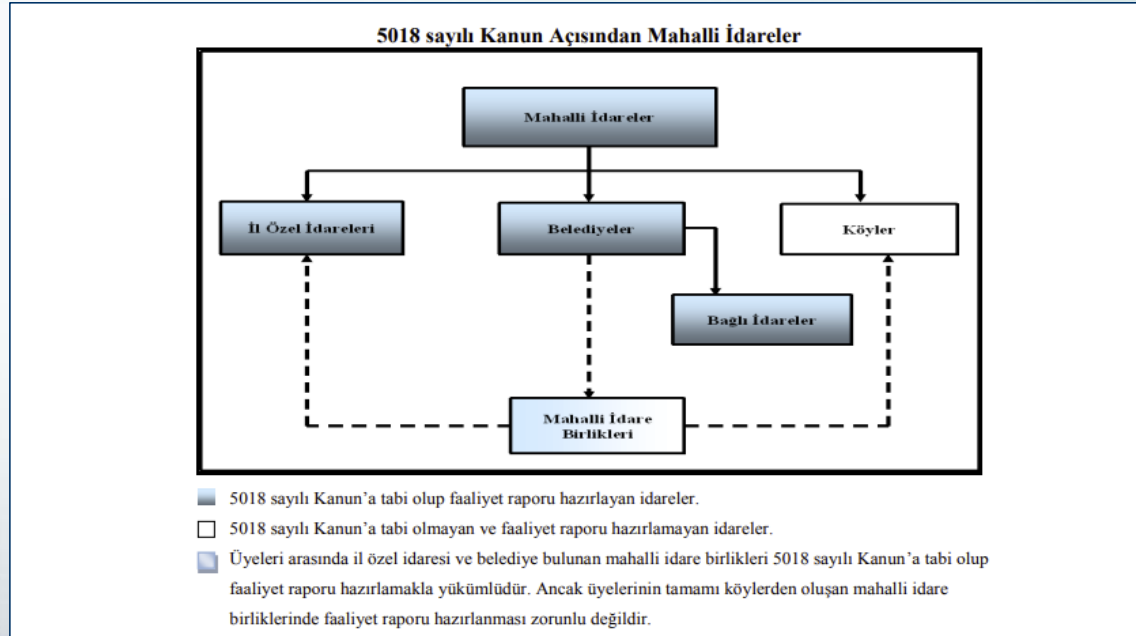 5018 sayılı Kanun Açısından Mahalli İdareler
Mahalli İdareler
İl Özel İdareleri
Belediyeler
Köyler
Bağlı İdareler
Mahalli İdare
Birlikleri
5018 sayılı Kanun’a tabi olup faaliyet raporu hazırlayan idareler.
5018 sayılı Kanun’a tabi olmayan ve faaliyet raporu hazırlamayan idareler.
Üyeleri arasında il özel idaresi ve belediye bulunan mahalli idare birlikleri 5018 sayılı Kanun’a tabi olup
faaliyet raporu hazırlamakla yükümlüdür. Ancak üyelerinin tamamı köylerden oluşan mahalli idare
birliklerinde faaliyet raporu hazırlanması zorunlu değildir.